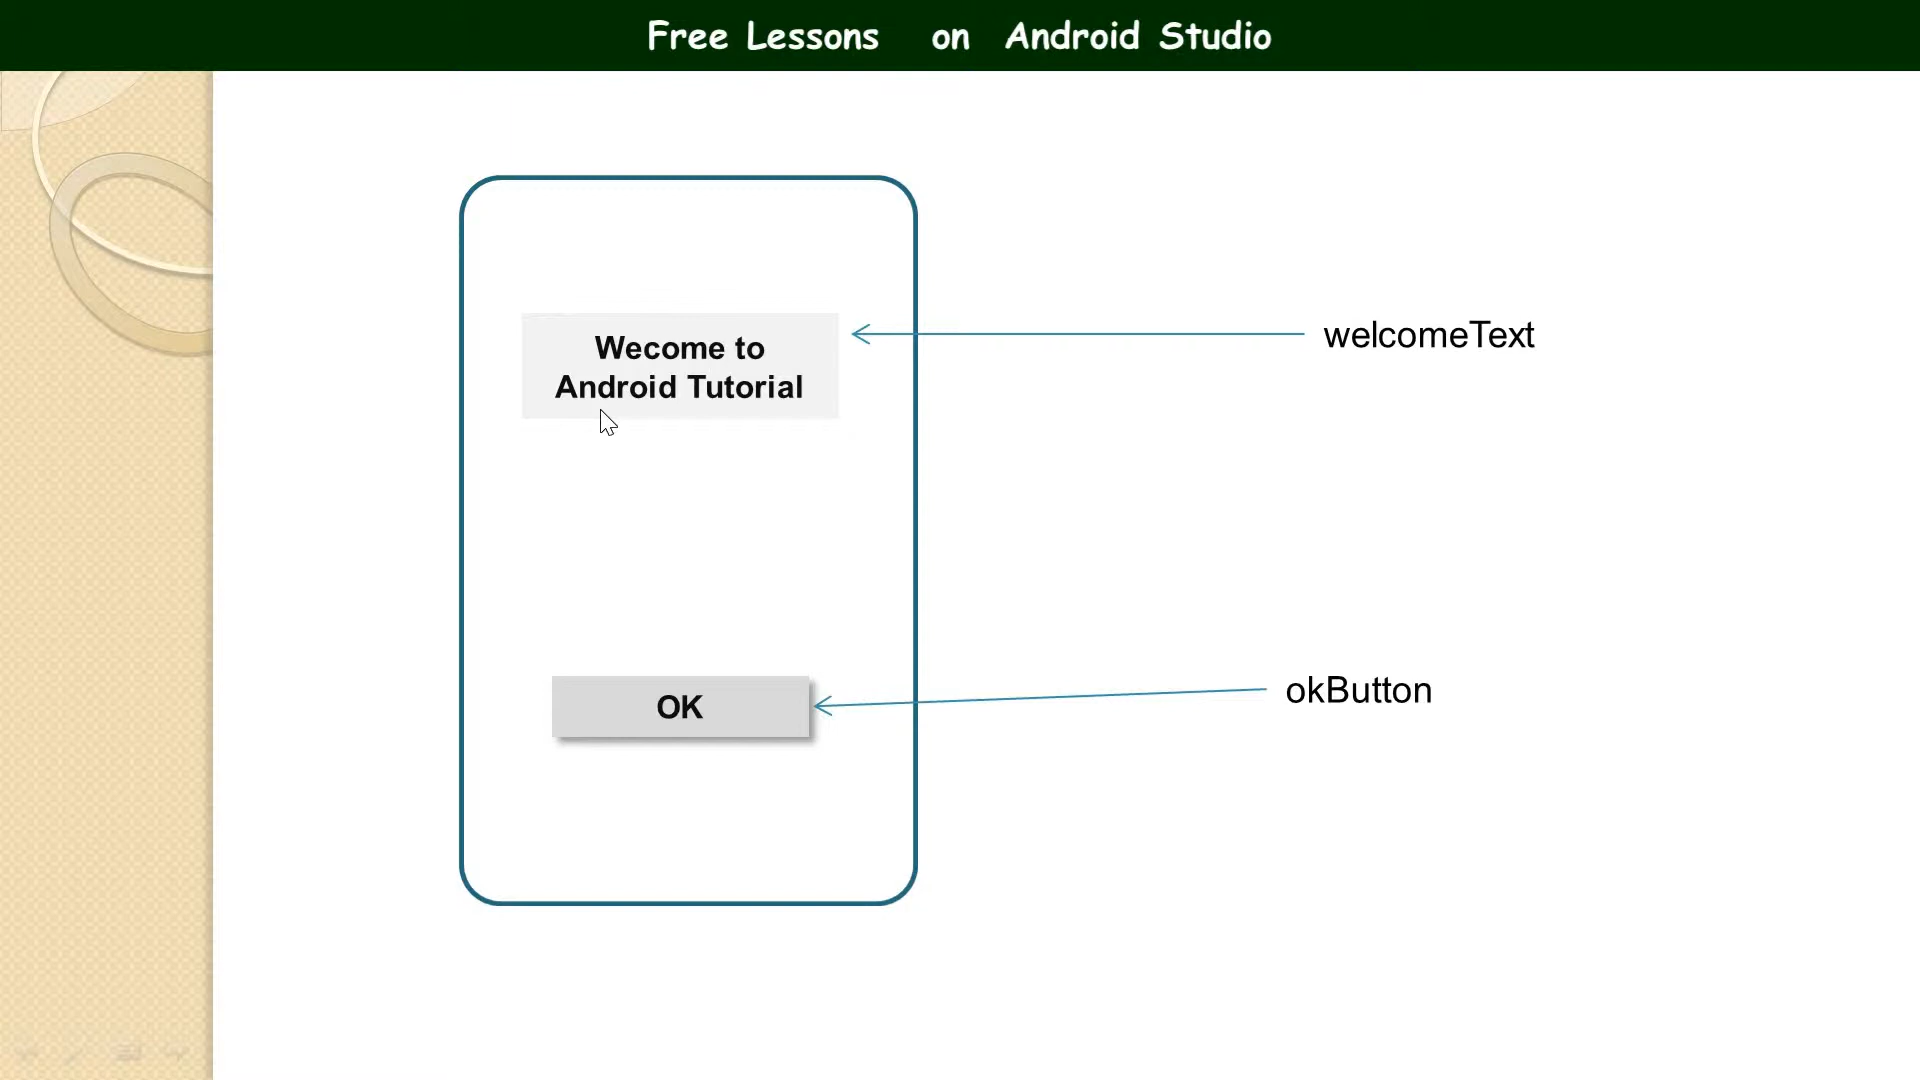 Free Lessons on Android Studio
Wecome to
Android Tutorial
welcomeText
OK
okButton